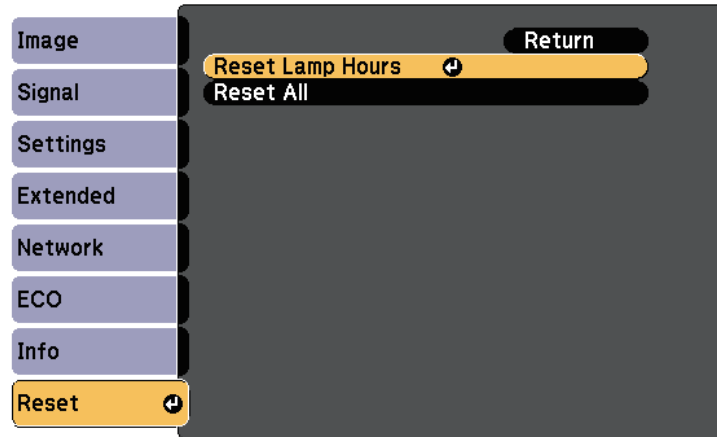 Image
Signal
Settings
Extended
Network
ECO
Info
Reset
Return
Reset Lamp Hours
Reset All